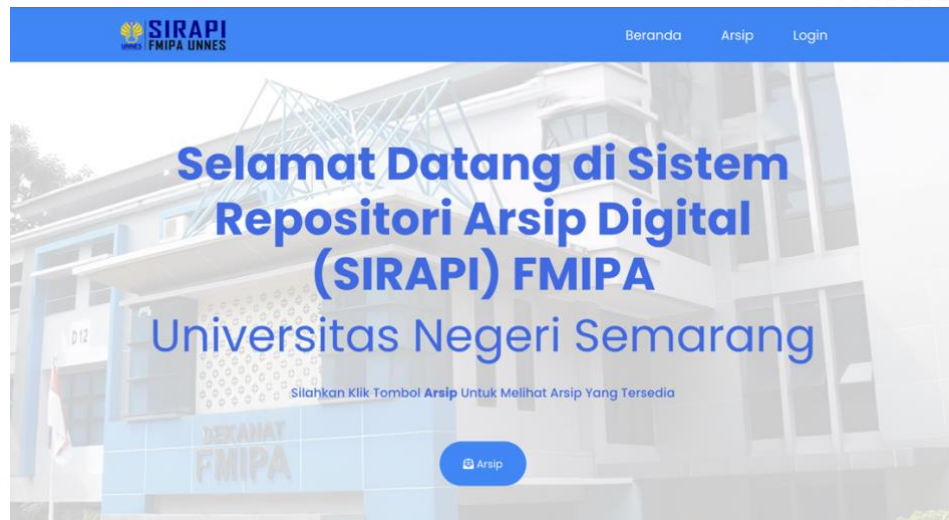 UNNES
SIRAPI
FMIPA UNNES
Beranda
Arsip
Login
Selamat Datang di Sistem
Repositori Arsip Digital
(SIRAPI) FMIPA
Universitas Negeri Semarang
Silahkan Klik Tombol Arsip Untuk Melihat Arsip Yang Tersedia
D12
DEKANAT
FMIPA
Arsip